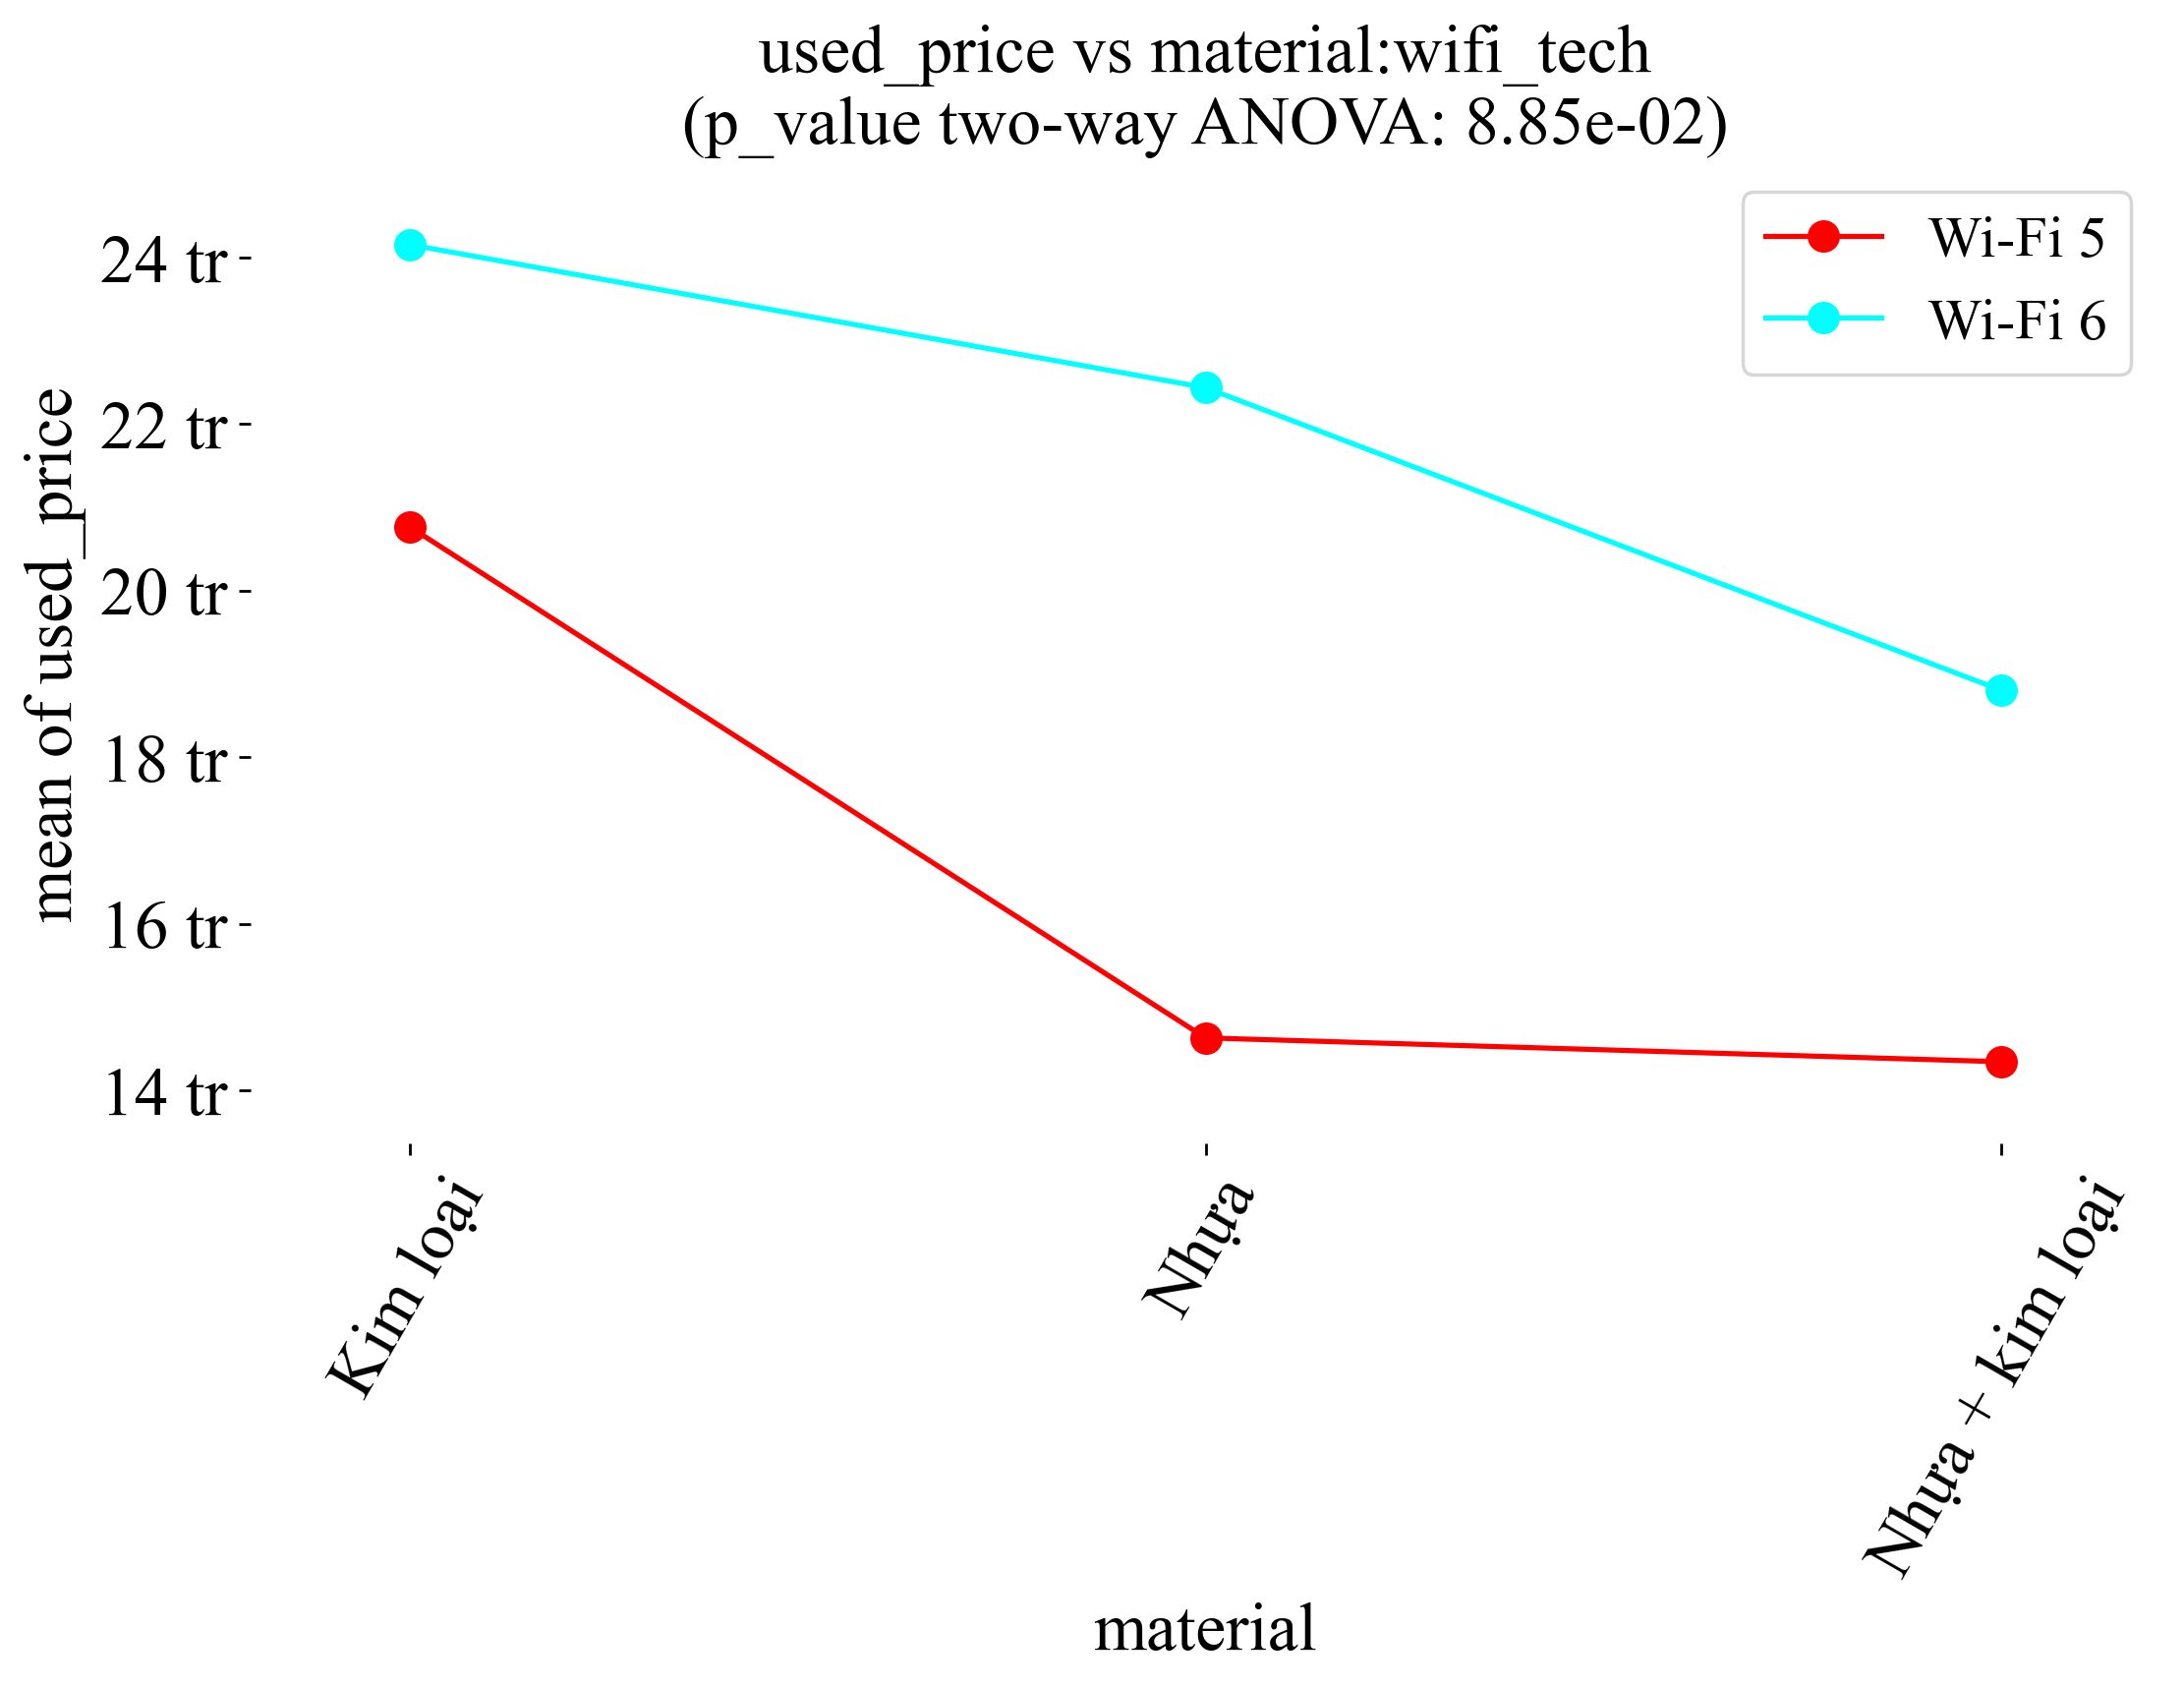 used_price vs material:wifi_tech
(p_value two-way ANOVA: 8.85e-02)
Wi-Fi 5
Wi-Fi 6
mean of used_price
24 tr
22 tr
20 tr
18 tr
16 tr
14 tr
Kim loại
Nhựa
Nhựa + kim loại
material